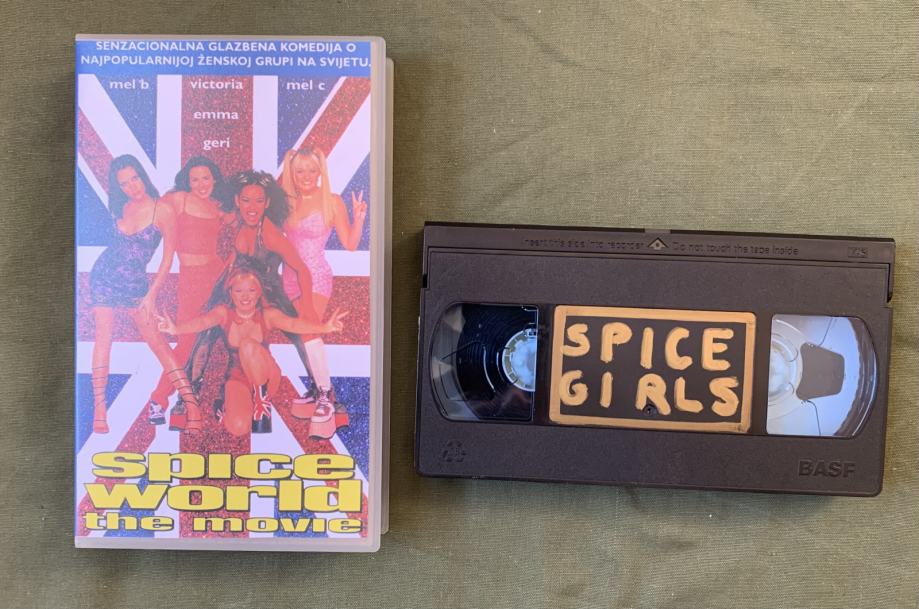 SENZACIONALNA GLAZBENA KOMEDIJA O
NAJPOPULARNIJOJ ŽENSKOJ GRUPI NA SVIJETU.
mel b victoria mel c
emma
geri
spice
world
the movie
Insert this side into recorder Do not touch the tape inside
SPICE
GIRLS
BASF